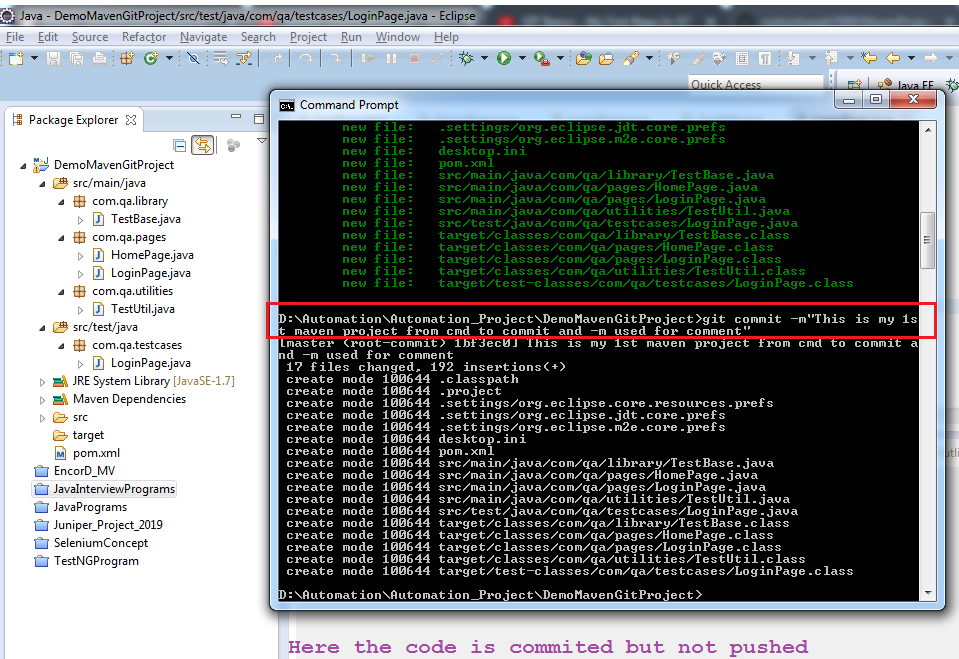 Java - DemoMavenGitProject/src/test/java/com/qa/testcases/LoginPage.java - Eclipse
File Edit Source Refactor Navigate Search Project Run Window Help
Quick Access
Java EE
Package Explorer
DemoMavenGitProject
src/main/java
com.qa.library
TestBase.java
com.qa.pages
HomePage.java
LoginPage.java
com.qa.utilities
TestUtil.java
src/test/java
com.qa.testcases
LoginPage.java
JRE System Library [JavaSE-1.7]
Maven Dependencies
src
target
pom.xml
EncorD_MV
JavaInterviewPrograms
JavaPrograms
Juniper_Project_2019
SeleniumConcept
TestNGProgram
Command Prompt
new file: .settings/org.eclipse.jdt.core.prefs
new file: .settings/org.eclipse.m2e.core.prefs
new file: desktop.ini
new file: pom.xml
new file: src/main/java/com/qa/library/TestBase.java
new file: src/main/java/com/qa/pages/HomePage.java
new file: src/main/java/com/qa/pages/LoginPage.java
new file: src/main/java/com/qa/utilities/TestUtil.java
new file: src/test/java/com/qa/testcases/LoginPage.java
new file: target/classes/com/qa/library/TestBase.class
new file: target/classes/com/qa/pages/HomePage.class
new file: target/classes/com/qa/pages/LoginPage.class
new file: target/classes/com/qa/utilities/TestUtil.class
new file: target/test-classes/com/qa/testcases/LoginPage.class
D:\Automation\Automation_Project\DemoMavenGitProject>git commit -m"This is my 1s
t maven project from cmd to commit and -m used for comment"
[master (root-commit) 1bf3ec0] This is my 1st maven project from cmd to commit a
nd -m used for comment
17 files changed, 192 insertions(+)
create mode 100644 .classpath
create mode 100644 .project
create mode 100644 .settings/org.eclipse.core.resources.prefs
create mode 100644 .settings/org.eclipse.jdt.core.prefs
create mode 100644 .settings/org.eclipse.m2e.core.prefs
create mode 100644 desktop.ini
create mode 100644 pom.xml
create mode 100644 src/main/java/com/qa/library/TestBase.java
create mode 100644 src/main/java/com/qa/pages/HomePage.java
create mode 100644 src/main/java/com/qa/pages/LoginPage.java
create mode 100644 src/main/java/com/qa/utilities/TestUtil.java
create mode 100644 src/test/java/com/qa/testcases/LoginPage.java
create mode 100644 target/classes/com/qa/library/TestBase.class
create mode 100644 target/classes/com/qa/pages/HomePage.class
create mode 100644 target/classes/com/qa/pages/LoginPage.class
create mode 100644 target/classes/com/qa/utilities/TestUtil.class
create mode 100644 target/test-classes/com/qa/testcases/LoginPage.class
D:\Automation\Automation_Project\DemoMavenGitProject>
Here the code is commited but not pushed